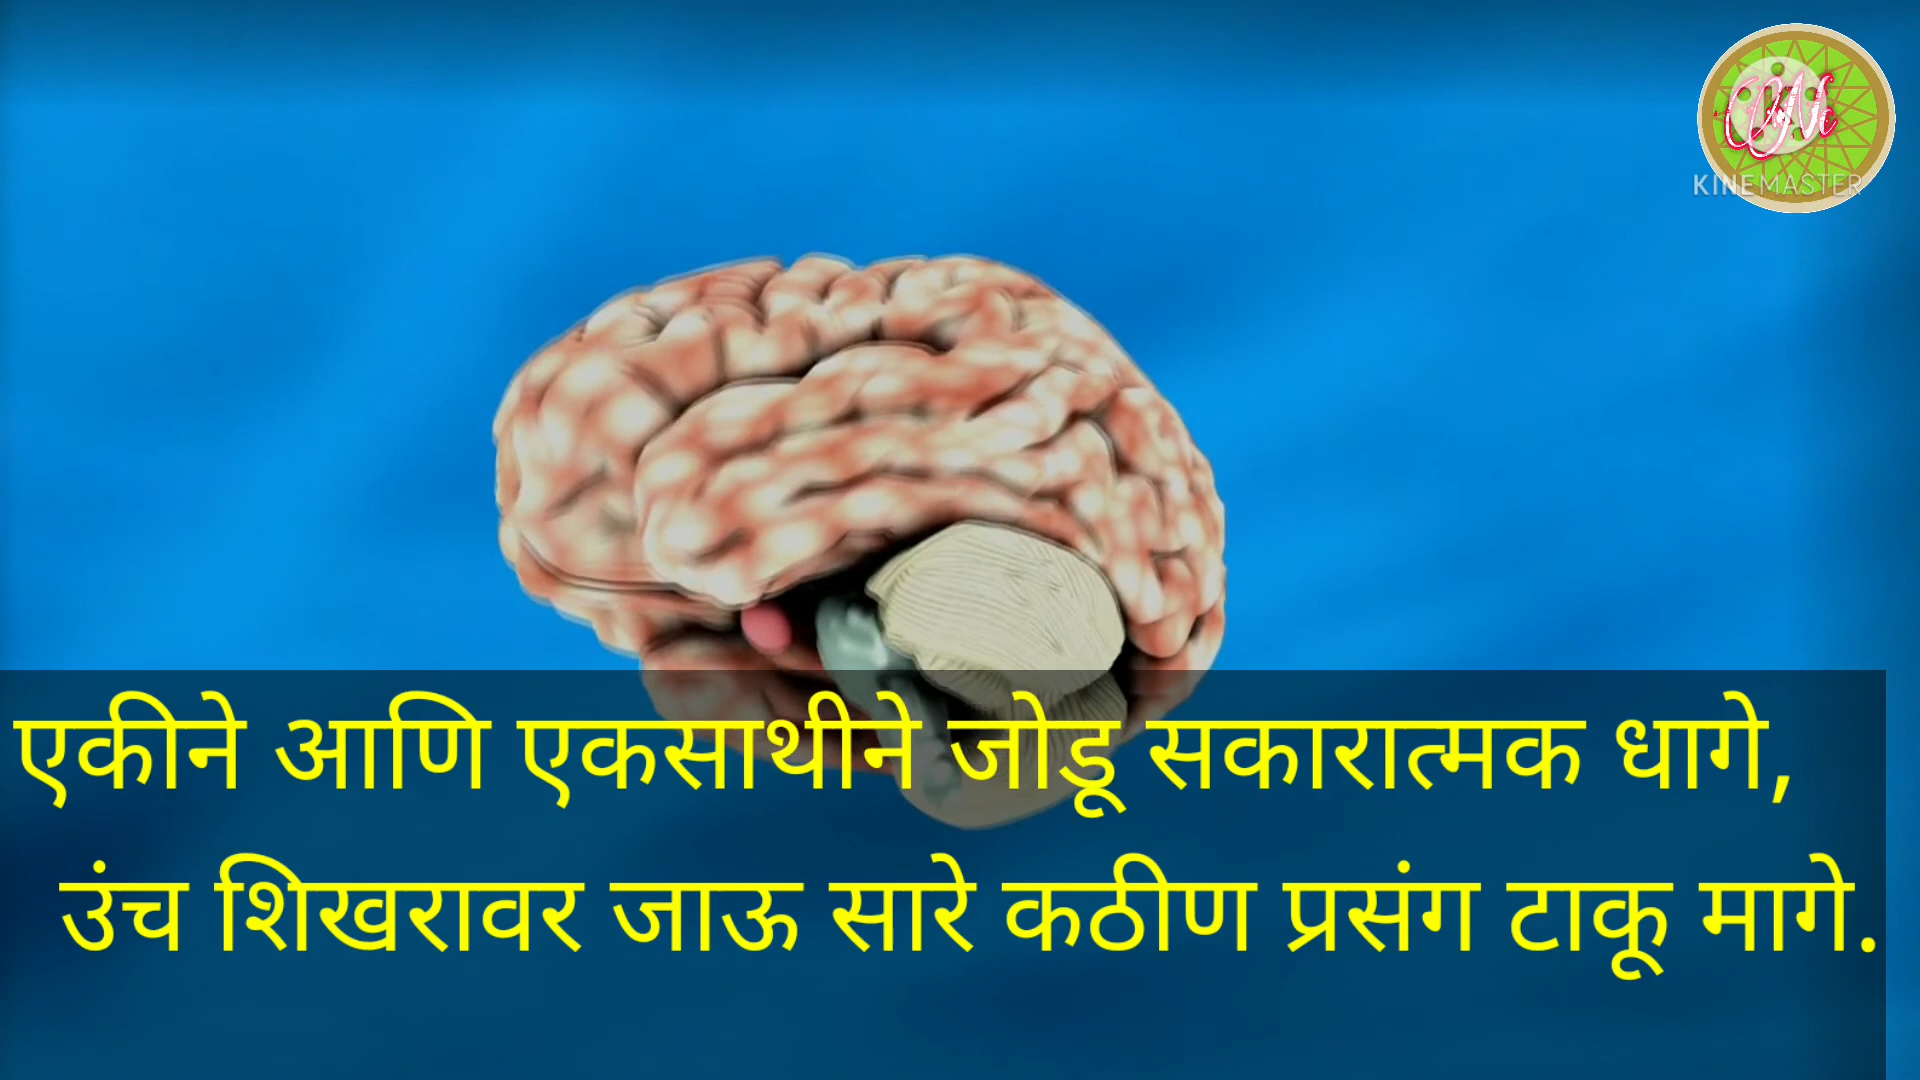 KINEMASTER
एकीने आणि एकसाथीने जोडू सकारात्मक धागे,
उंच शिखरावर जाऊ सारे कठीण प्रसंग टाकू मागे.